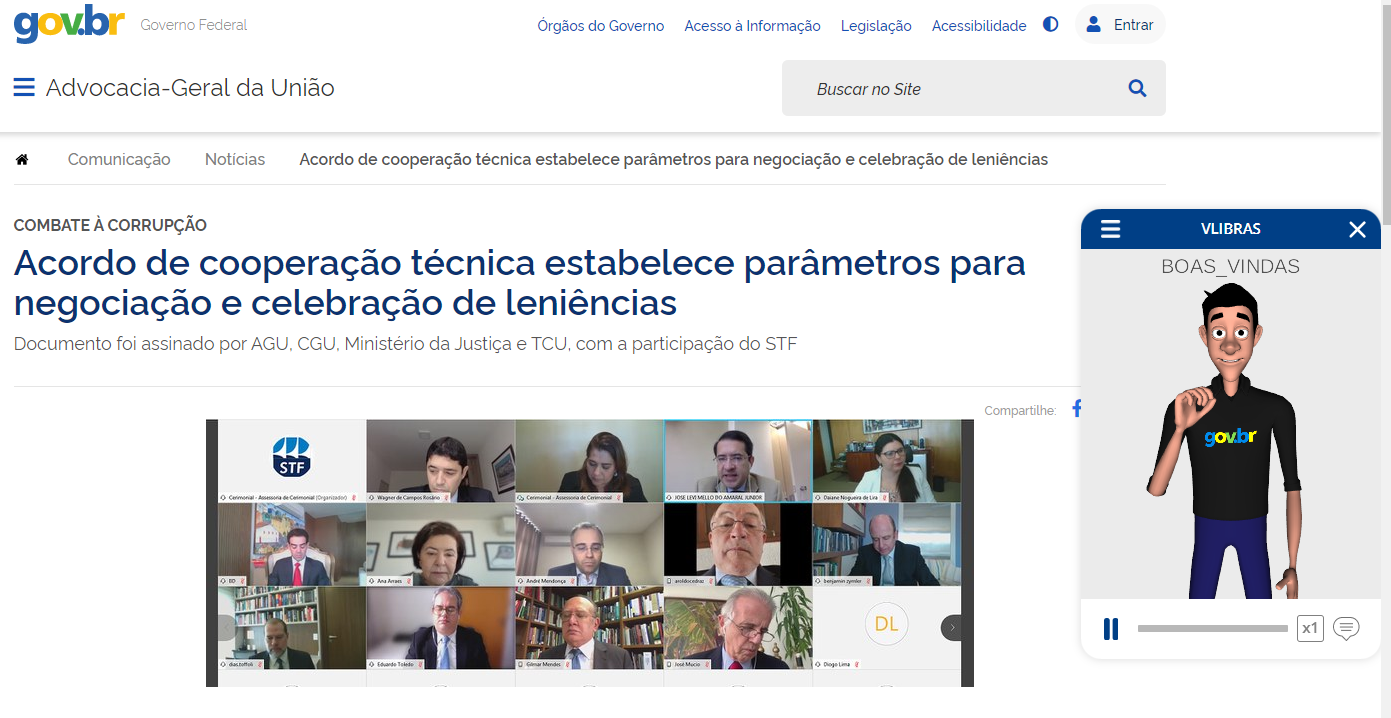 gov.br
Governo Federal
Órgãos do Governo
Acesso à Informação
Legislação
Acessibilidade
Entrar
Advocacia-Geral da União
Buscar no Site
Comunicação
Notícias
Acordo de cooperação técnica estabelece parâmetros para negociação e celebração de leniências
COMBATE À CORRUPÇÃO
Acordo de cooperação técnica estabelece parâmetros para
negociação e celebração de leniências
Documento foi assinado por AGU, CGU, Ministério da Justiça e TCU, com a participação do STF
Compartilhe:
VLIBRAS
BOAS_VINDAS
gov.br
x1
STF
Cerimonial - Assessoria de Cerimonial (Organizador)
Wagner de Campos Rosário
Cerimonial - Assessoria de Cerimonial
JOSE LEVI MELLO DO AMARAL JUNIOR
Daiane Nogueira de Lira
BD
Ana Arraes
André Mendonça
aroldocedraz
benjamin zymler
dias.toffoli
Eduardo Toledo
Gilmar Mendes
José Mucio
DL
Diogo Lima